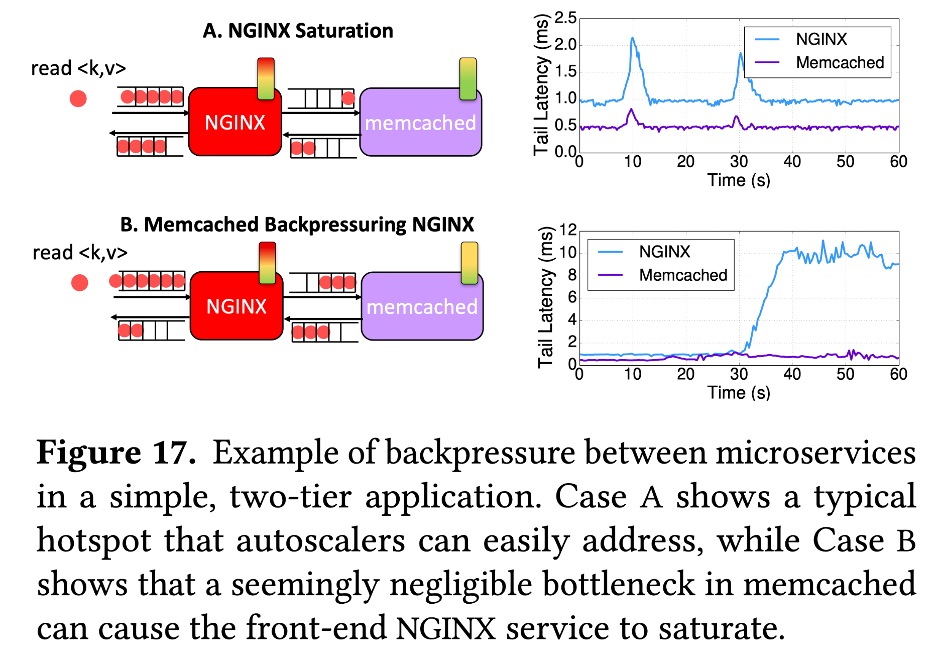 A. NGINX Saturation
read <k,v>
NGINX
memcached
2.5
2.0
1.5
1.0
0.5
0.0
Tail Latency (ms)
NGINX
Memcached
0 10 20 30 40 50 60
Time (s)
B. Memcached Backpressuring NGINX
read <k,v>
NGINX
memcached
12
10
8
6
4
2
0
Tail Latency (ms)
NGINX
Memcached
0 10 20 30 40 50 60
Time (s)
Figure 17. Example of backpressure between microservices
in a simple, two-tier application. Case A shows a typical
hotspot that autoscalers can easily address, while Case B
shows that a seemingly negligible bottleneck in memcached
can cause the front-end NGINX service to saturate.